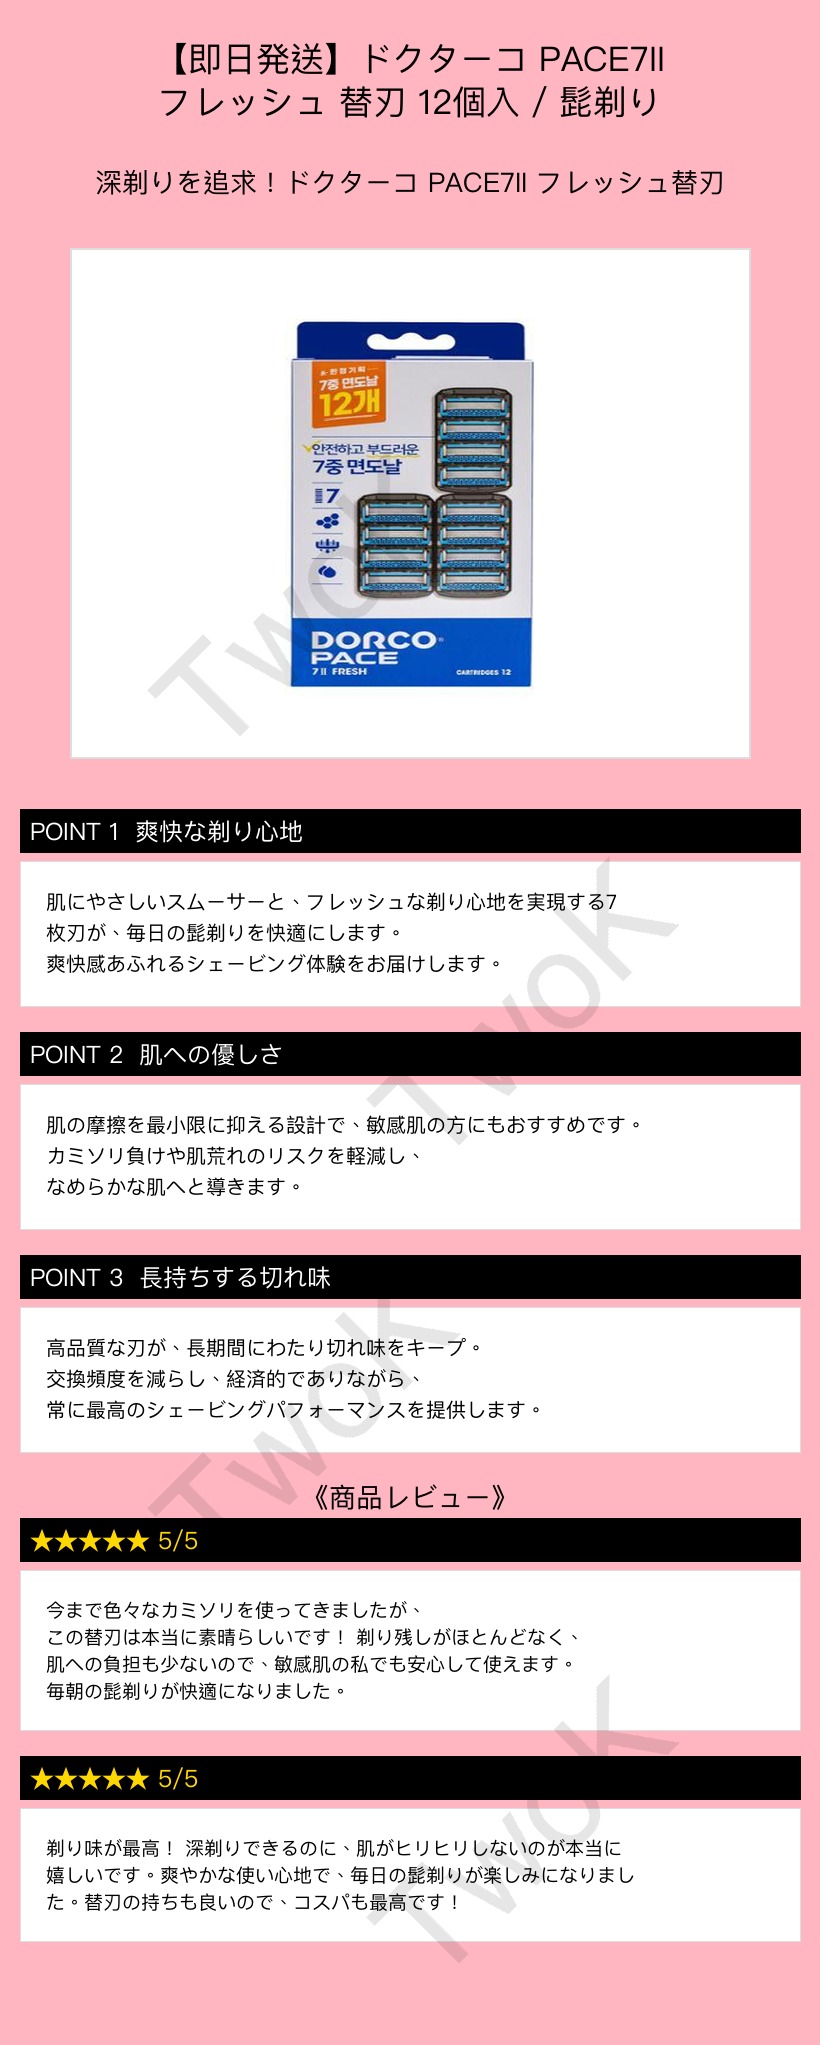 【即日発送】ドクターコ PACE7II
フレッシュ 替刃 12個入 / 髭剃り
深剃りを追求！ドクターコ PACE7II フレッシュ替刃
한정기획
7중 면도날
12개
안전하고 부드러운
7중 면도날
7
DORCO
PACE
7 II FRESH
CARTRIDGES 12
TwoK
POINT 1 爽快な剃り心地
肌にやさしいスムーサーと、フレッシュな剃り心地を実現する7
枚刃が、毎日の髭剃りを快適にします。
爽快感あふれるシェービング体験をお届けします。
TwoK
POINT 2 肌への優しさ
肌の摩擦を最小限に抑える設計で、敏感肌の方にもおすすめです。
カミソリ負けや肌荒れのリスクを軽減し、
なめらかな肌へと導きます。
POINT 3 長持ちする切れ味
高品質な刃が、長期間にわたり切れ味をキープ。
交換頻度を減らし、経済的でありながら、
常に最高のシェービングパフォーマンスを提供します。
TwoK
《商品レビュー》
★★★★★ 5/5
今まで色々なカミソリを使ってきましたが、
この替刃は本当に素晴らしいです！ 剃り残しがほとんどなく、
肌への負担も少ないので、敏感肌の私でも安心して使えます。
毎朝の髭剃りが快適になりました。
★★★★★ 5/5
剃り味が最高！ 深剃りできるのに、肌がヒリヒリしないのが本当に
嬉しいです。爽やかな使い心地で、毎日の髭剃りが楽しみになりまし
た。替刃の持ちも良いので、コスパも最高です！
TwoK